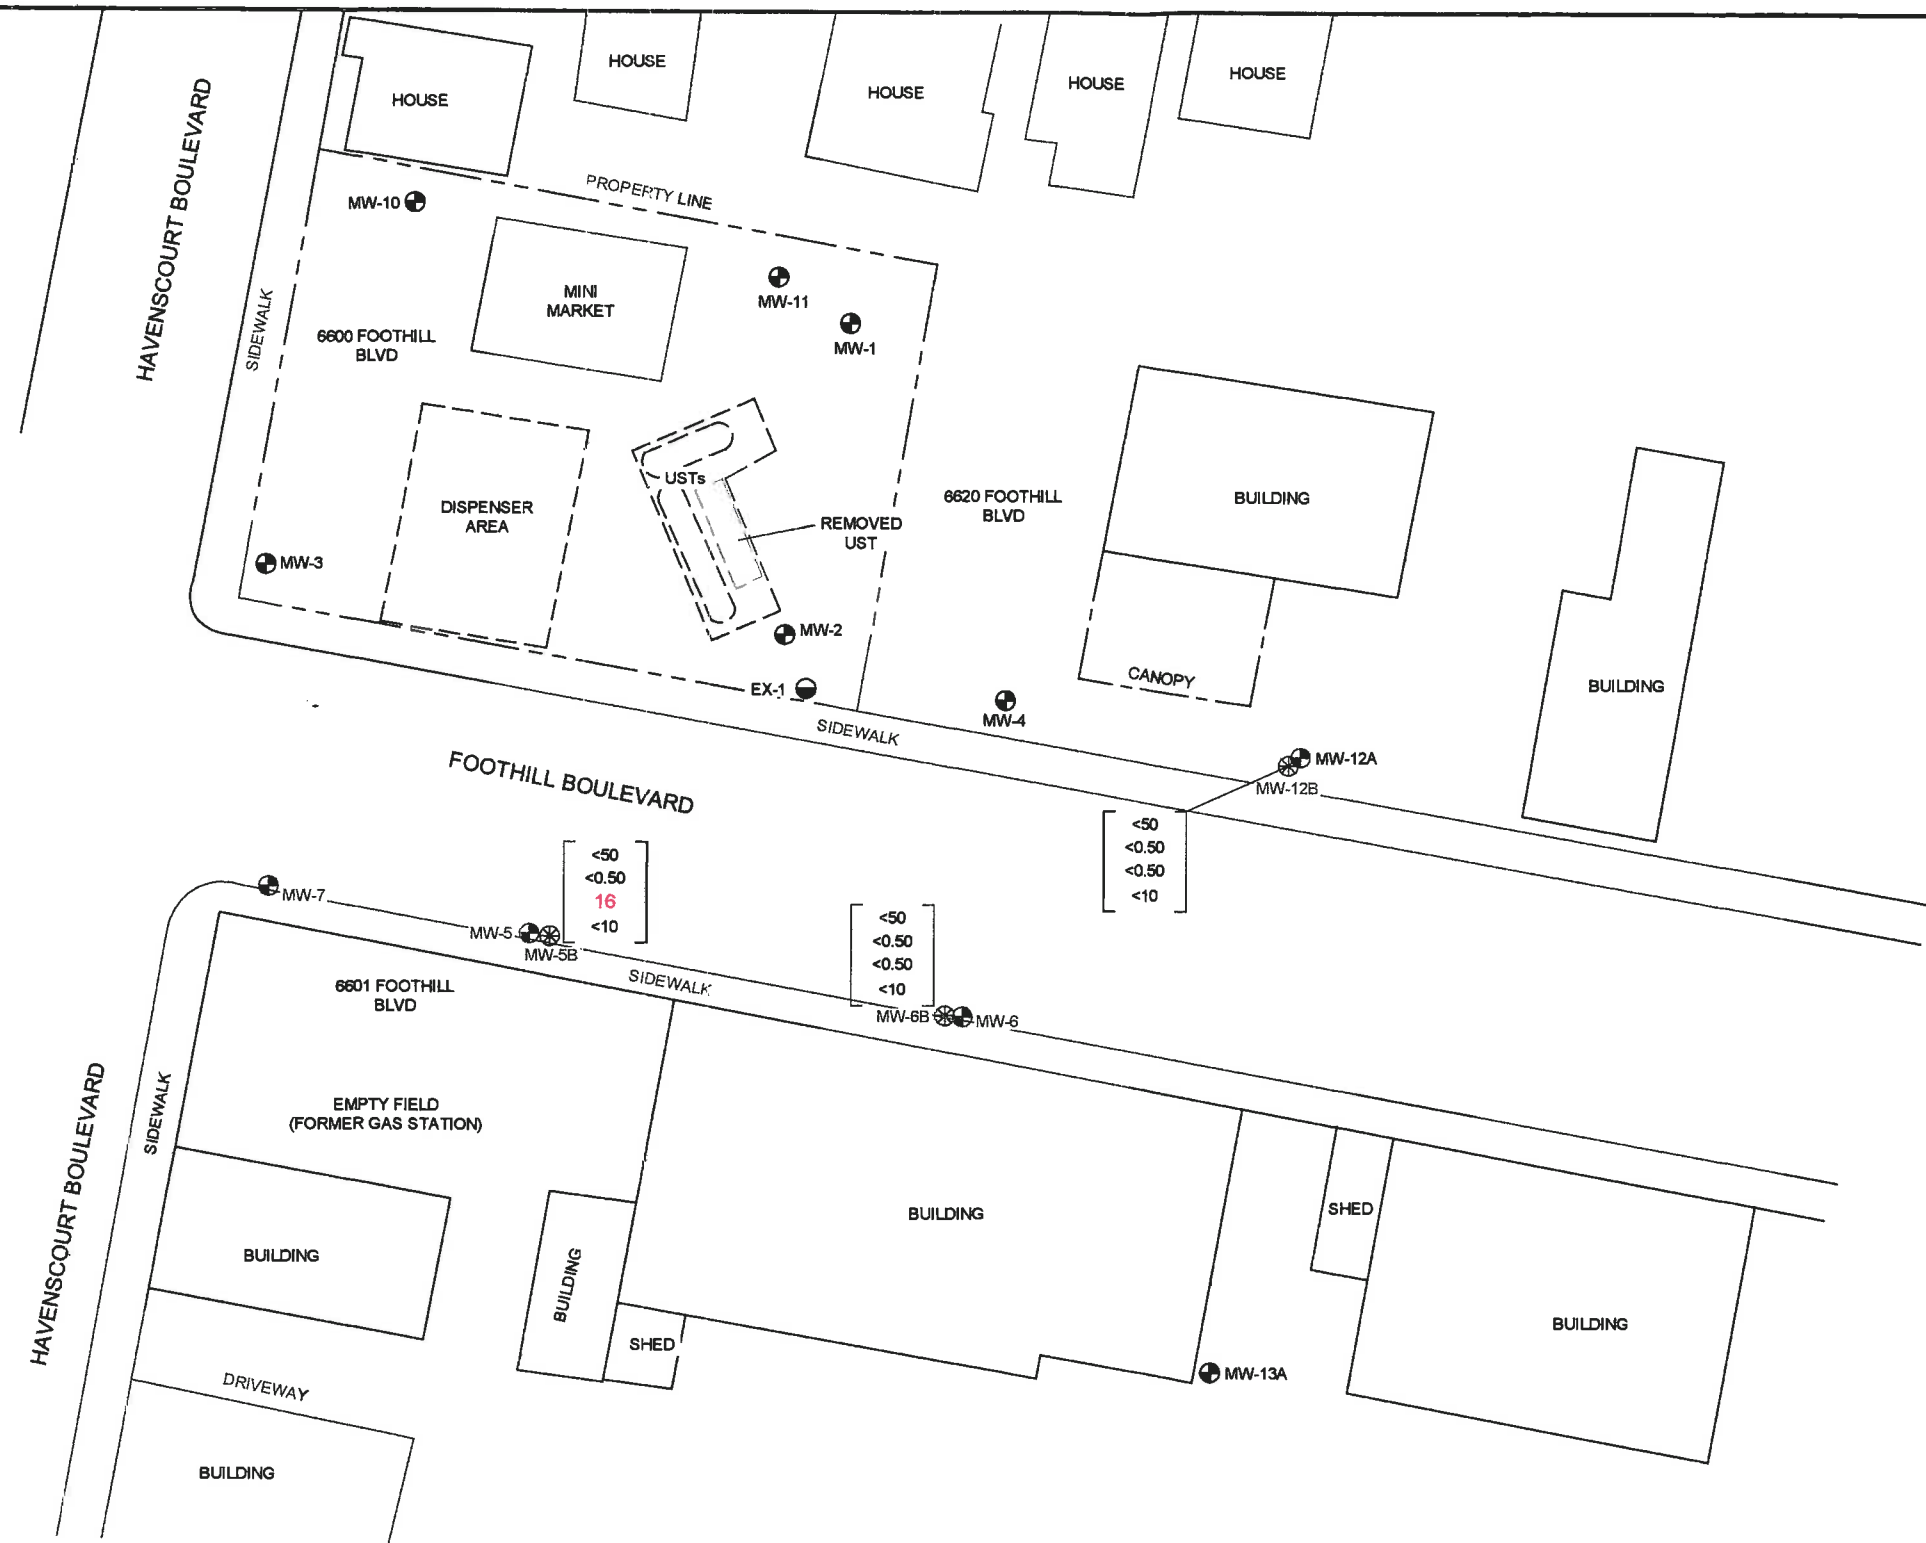 HOUSE
HOUSE
HOUSE
HOUSE
HOUSE
HAVENSCOURT BOULEVARD
SIDEWALK
PROPERTY LINE
MW-10
MINI
MARKET
MW-11
MW-1
6600 FOOTHILL
BLVD
DISPENSER
AREA
USTs
REMOVED
UST
6620 FOOTHILL
BLVD
BUILDING
CANOPY
BUILDING
MW-3
MW-2
EX-1
MW-4
SIDEWALK
MW-12A
MW-12B
FOOTHILL BOULEVARD
<50
<0.50
<0.50
<10
<50
<0.50
16
<10
<50
<0.50
<0.50
<10
MW-7
MW-5
MW-5B
SIDEWALK
MW-6B
MW-6
6601 FOOTHILL
BLVD
EMPTY FIELD
(FORMER GAS STATION)
HAVENSCOURT BOULEVARD
SIDEWALK
BUILDING
BUILDING
SHED
BUILDING
SHED
BUILDING
MW-13A
DRIVEWAY
BUILDING